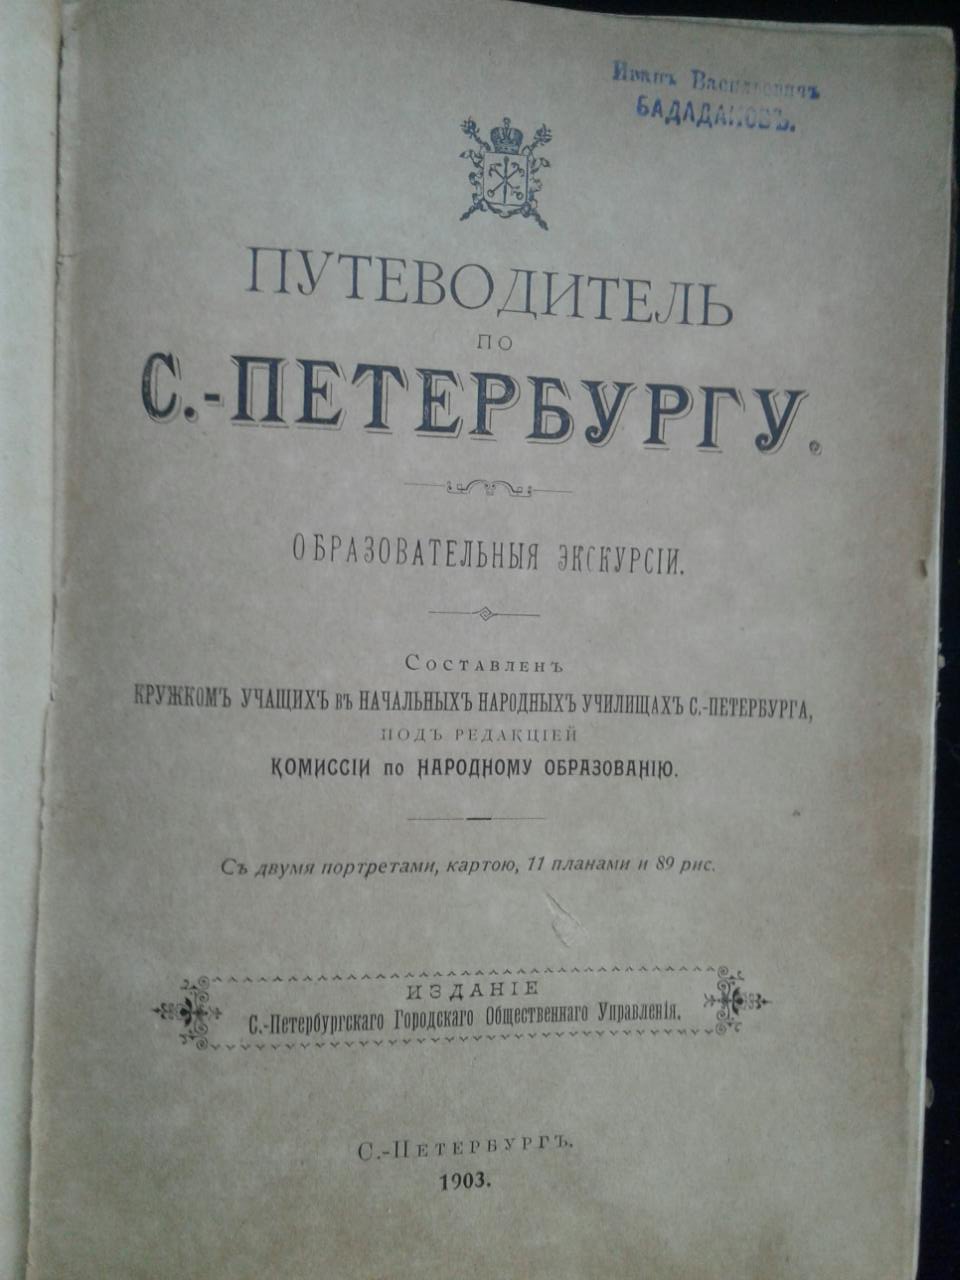 Иванъ Васильевичъ
БАДАДАНОВЪ.
ПУТЕВОДИТЕЛЬ
ПО
С.-ПЕТЕРБУРГУ.
ОБРАЗОВАТЕЛЬНЫЯ ЭКСКУРСІИ.
СОСТАВЛЕНЪ
КРУЖКОМЪ УЧАЩИХЪ ВЪ НАЧАЛЬНЫХЪ НАРОДНЫХЪ УЧИЛИЩАХЪ С.-ПЕТЕРБУРГА,
ПОДЪ РЕДАКЦІЕЙ
КОМИССІИ по НАРОДНОМУ ОБРАЗОВАНІЮ.
Съ двумя портретами, картою, 11 планами и 89 рис.
ИЗДАНІЕ
С.-Петербургскаго Городскаго Общественнаго Управленія.
С.-ПЕТЕРБУРГЪ.
1903.